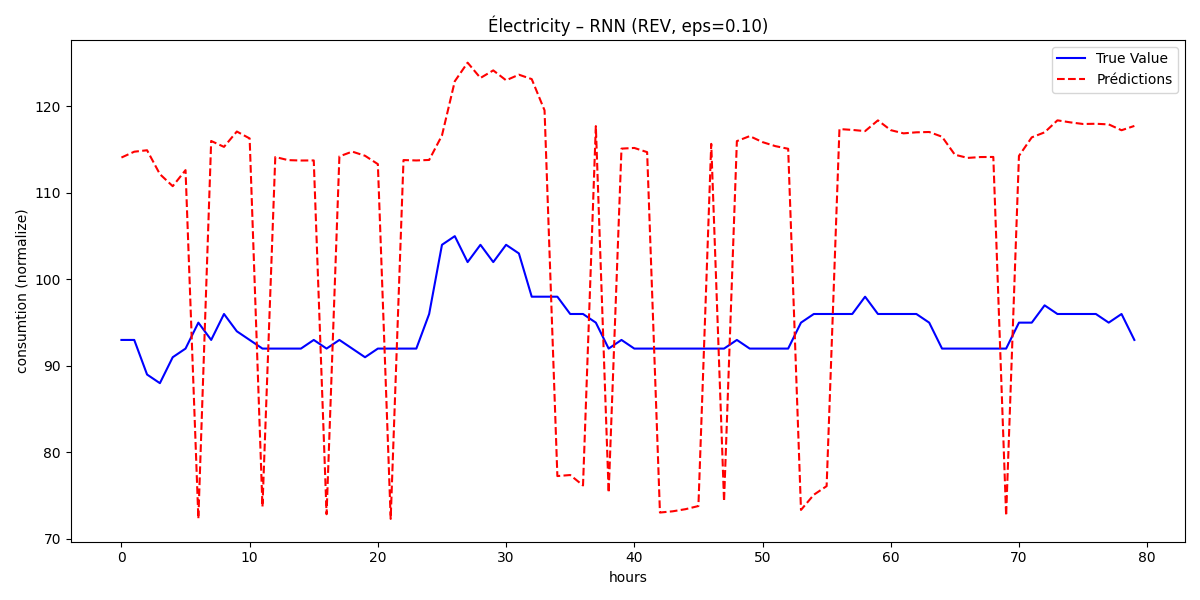 Électricity – RNN (REV, eps=0.10)
True Value
Prédictions
consumtion (normalize)
120
110
100
90
80
70
0 10 20 30 40 50 60 70 80
hours